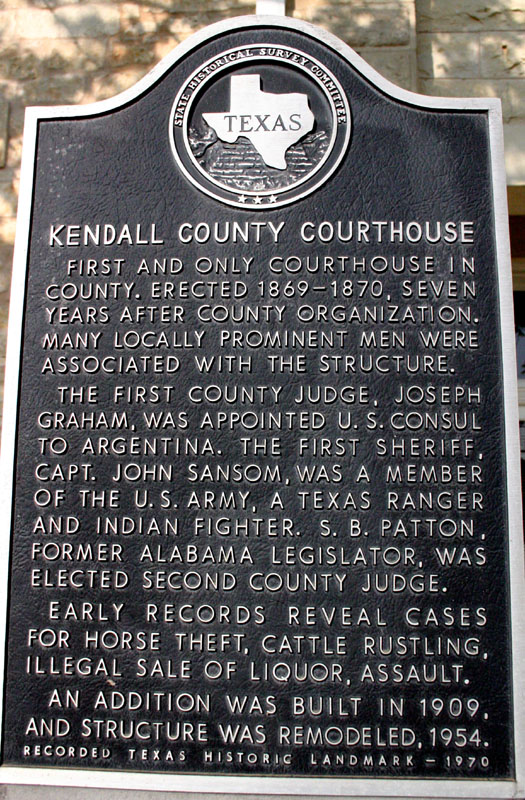 STATE HISTORICAL SURVEY COMMITTEE
TEXAS
KENDALL COUNTY COURTHOUSE
FIRST AND ONLY COURTHOUSE IN
COUNTY. ERECTED 1869–1870, SEVEN
YEARS AFTER COUNTY ORGANIZATION.
MANY LOCALLY PROMINENT MEN WERE
ASSOCIATED WITH THE STRUCTURE.
THE FIRST COUNTY JUDGE, JOSEPH
GRAHAM, WAS APPOINTED U. S. CONSUL
TO ARGENTINA. THE FIRST SHERIFF,
CAPT. JOHN SANSOM, WAS A MEMBER
OF THE U. S. ARMY, A TEXAS RANGER
AND INDIAN FIGHTER. S. B. PATTON,
FORMER ALABAMA LEGISLATOR, WAS
ELECTED SECOND COUNTY JUDGE.
EARLY RECORDS REVEAL CASES
FOR HORSE THEFT, CATTLE RUSTLING,
ILLEGAL SALE OF LIQUOR, ASSAULT.
AN ADDITION WAS BUILT IN 1909,
AND STRUCTURE WAS REMODELED, 1954.
RECORDED TEXAS HISTORIC LANDMARK – 1970